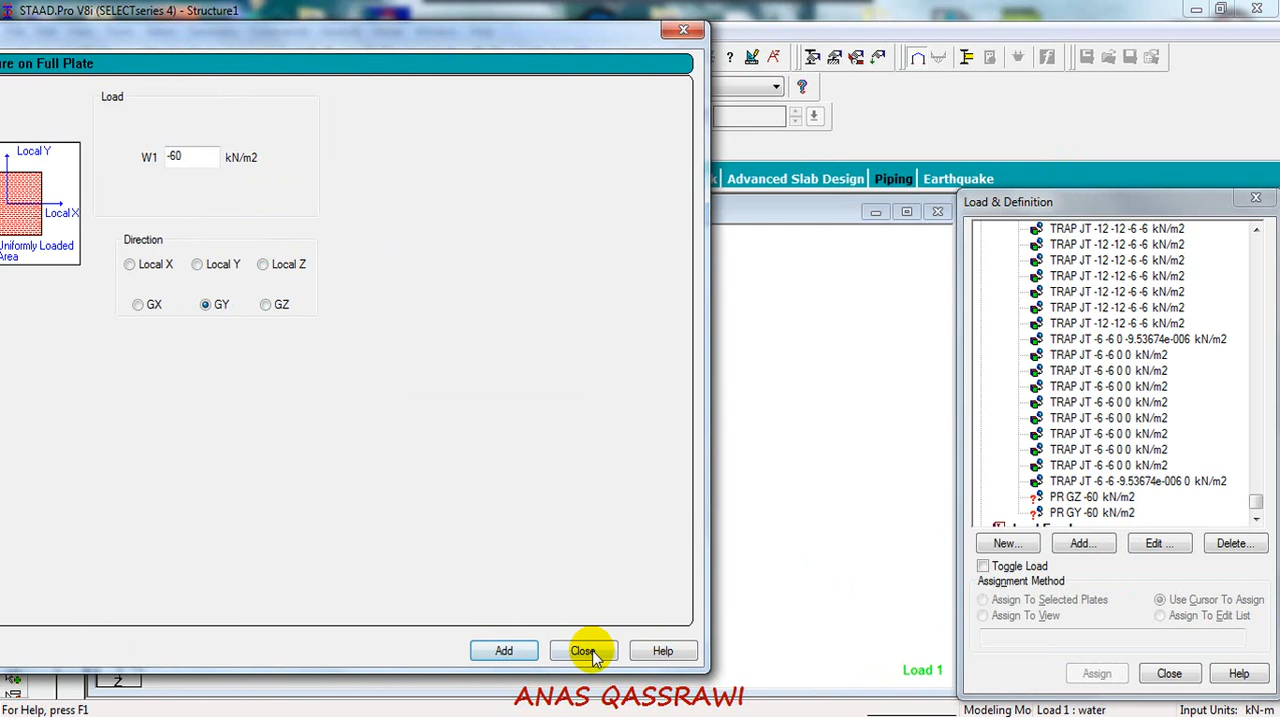 STAAD.Pro V8i (SELECTseries 4) - Structure1
re on Full Plate
Load
W1 -60 kN/m2
Local Y
Local X
Uniformly Loaded
Area
Direction
Local X Local Y Local Z
GX GY GZ
Add Close Help
Advanced Slab Design Piping Earthquake
Load & Definition
TRAP JT -12 -12 -6 -6 kN/m2
TRAP JT -12 -12 -6 -6 kN/m2
TRAP JT -12 -12 -6 -6 kN/m2
TRAP JT -12 -12 -6 -6 kN/m2
TRAP JT -12 -12 -6 -6 kN/m2
TRAP JT -12 -12 -6 -6 kN/m2
TRAP JT -12 -12 -6 -6 kN/m2
TRAP JT -6 -6 0 -9.53674e-006 kN/m2
TRAP JT -6 -6 0 0 kN/m2
TRAP JT -6 -6 0 0 kN/m2
TRAP JT -6 -6 0 0 kN/m2
TRAP JT -6 -6 0 0 kN/m2
TRAP JT -6 -6 0 0 kN/m2
TRAP JT -6 -6 0 0 kN/m2
TRAP JT -6 -6 0 0 kN/m2
TRAP JT -6 -6 0 0 kN/m2
TRAP JT -6 -6 -9.53674e-006 0 kN/m2
PR GZ -60 kN/m2
PR GY -60 kN/m2
New... Add... Edit ... Delete...
Toggle Load
Assignment Method
Assign To Selected Plates Use Cursor To Assign
Assign To View Assign To Edit List
Assign Close Help
Load 1
Z
ANAS QASSRAWI
For Help, press F1
Modeling Mo Load 1 : water Input Units: kN-m